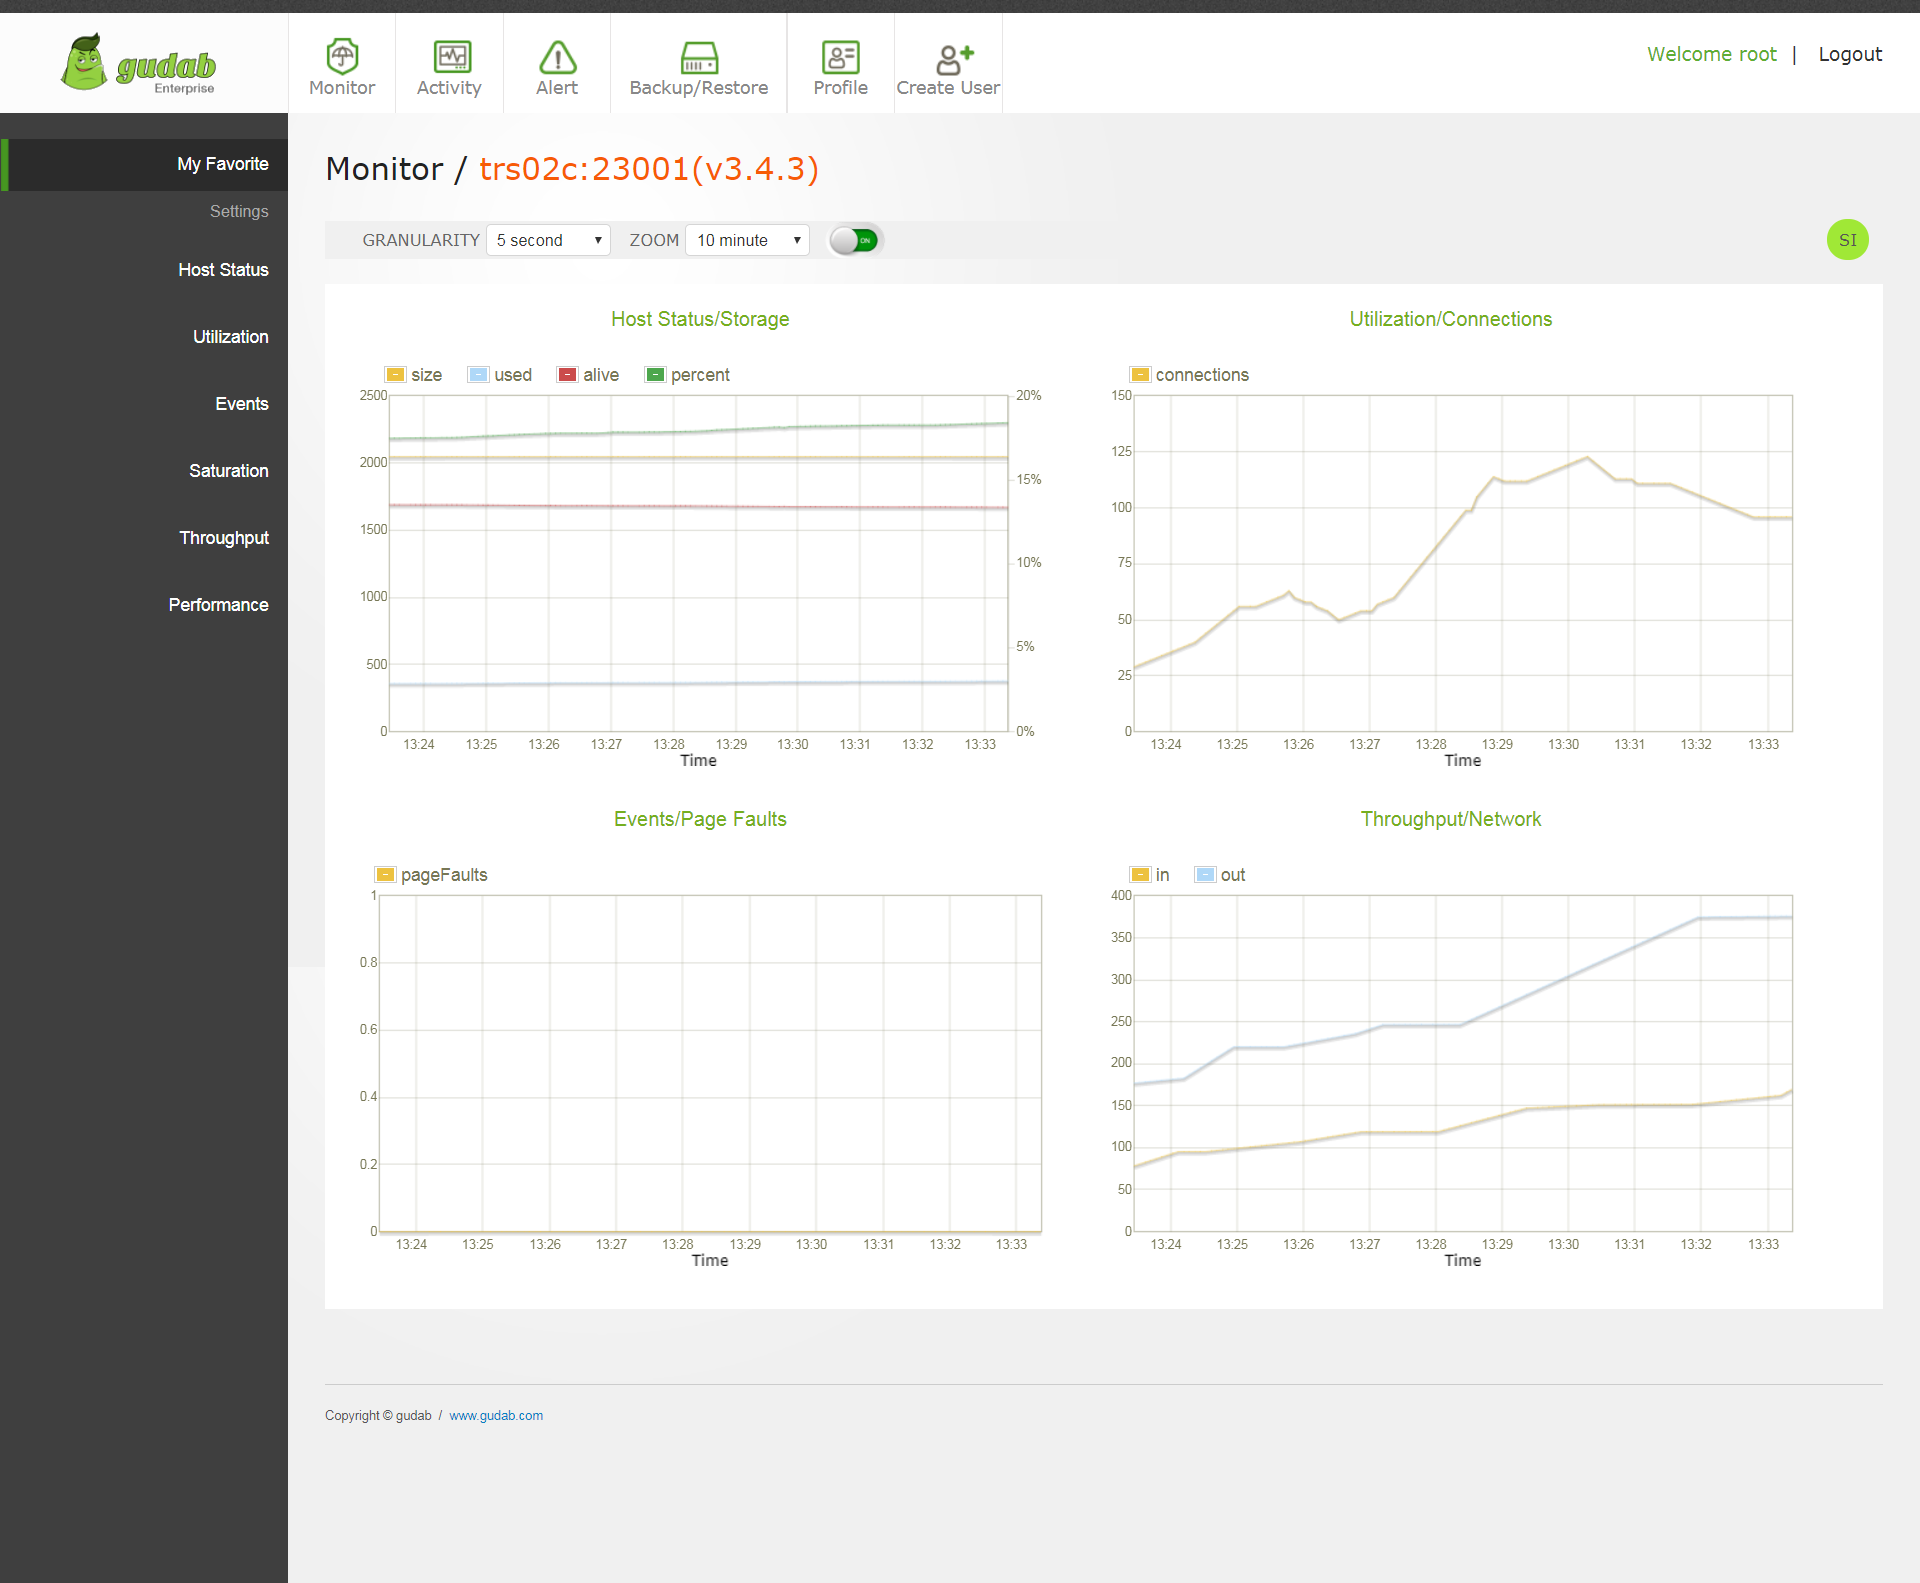 gudab
Enterprise
Monitor
Activity
Alert
Backup/Restore
Profile
Create User
Welcome root | Logout
My Favorite
Settings
Host Status
Utilization
Events
Saturation
Throughput
Performance
Monitor / trs02c:23001(v3.4.3)
GRANULARITY 5 second ZOOM 10 minute ON SI
Host Status/Storage
size used alive percent
2500
2000
1500
1000
500
0
20%
15%
10%
5%
0%
13:24 13:25 13:26 13:27 13:28 13:29 13:30 13:31 13:32 13:33
Time
Utilization/Connections
connections
150
125
100
75
50
25
0
13:24 13:25 13:26 13:27 13:28 13:29 13:30 13:31 13:32 13:33
Time
Events/Page Faults
pageFaults
1
0.8
0.6
0.4
0.2
0
13:24 13:25 13:26 13:27 13:28 13:29 13:30 13:31 13:32 13:33
Time
Throughput/Network
in out
400
350
300
250
200
150
100
50
0
13:24 13:25 13:26 13:27 13:28 13:29 13:30 13:31 13:32 13:33
Time
Copyright © gudab / www.gudab.com